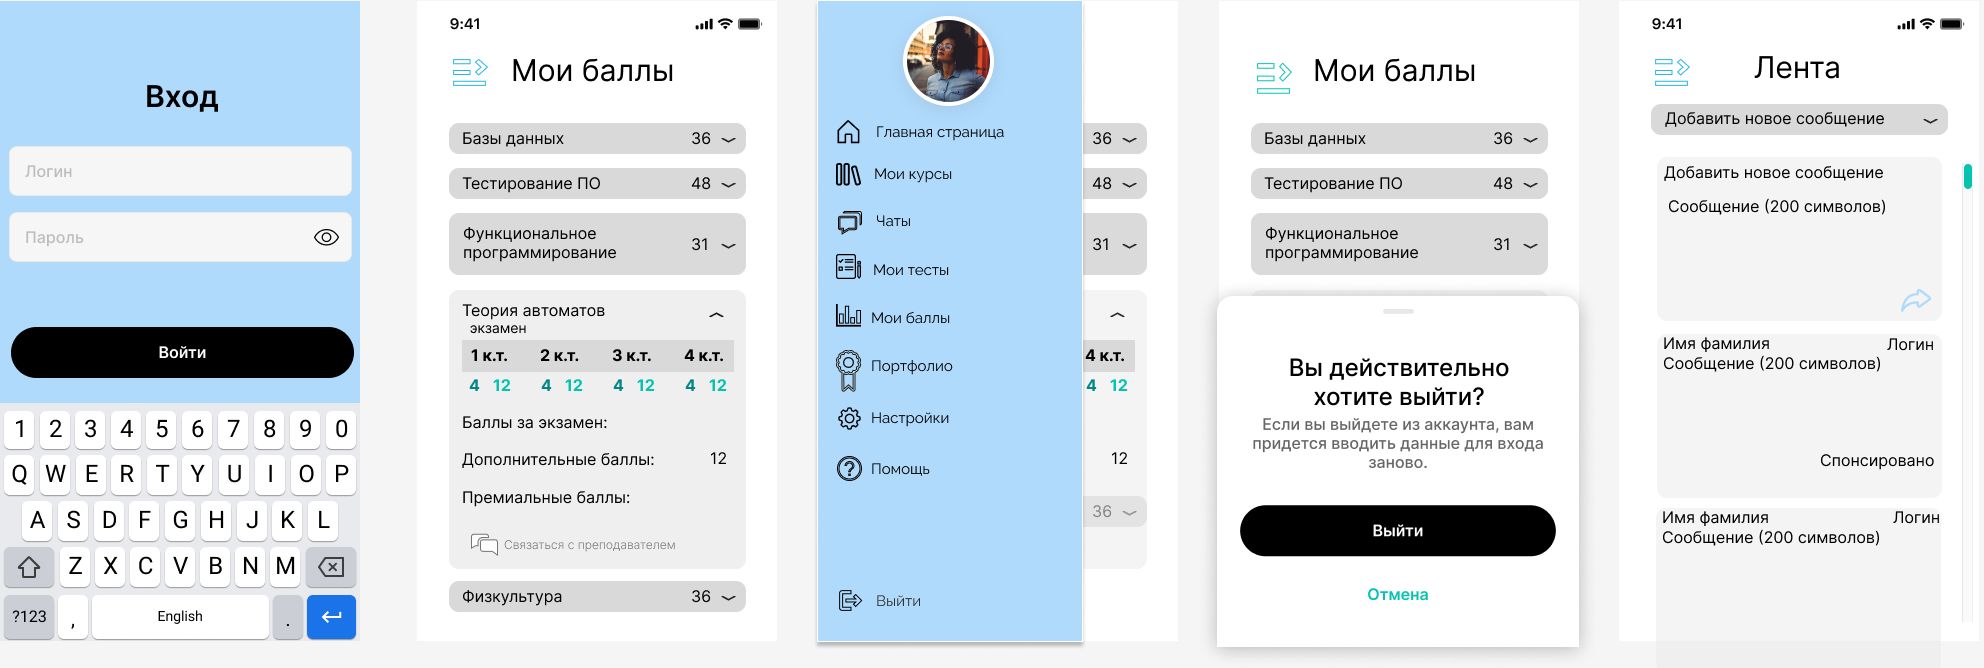 Вход
Логин
Пароль
Войти
1 2 3 4 5 6 7 8 9 0
Q W E R T Y U I O P
A S D F G H J K L
Z X C V B N M
?123 , English .
9:41
Мои баллы
Базы данных 36
Тестирование ПО 48
Функциональное
программирование 31
Теория автоматов
экзамен
1 к.т. 2 к.т. 3 к.т. 4 к.т.
4 12 4 12 4 12 4 12
Баллы за экзамен:
Дополнительные баллы: 12
Премиальные баллы:
Связаться с преподавателем
Физкультура 36
Главная страница
Мои курсы
Чаты
Мои тесты
Мои баллы
Портфолио
Настройки
Помощь
Выйти
36
48
31
4 к.т.
4 12
12
36
Мои баллы
Базы данных 36
Тестирование ПО 48
Функциональное
программирование 31
Вы действительно
хотите выйти?
Если вы выйдете из аккаунта, вам
придется вводить данные для входа
заново.
Выйти
Отмена
9:41
Лента
Добавить новое сообщение
Добавить новое сообщение
Сообщение (200 символов)
Имя фамилия Логин
Сообщение (200 символов)
Спонсировано
Имя фамилия Логин
Сообщение (200 символов)